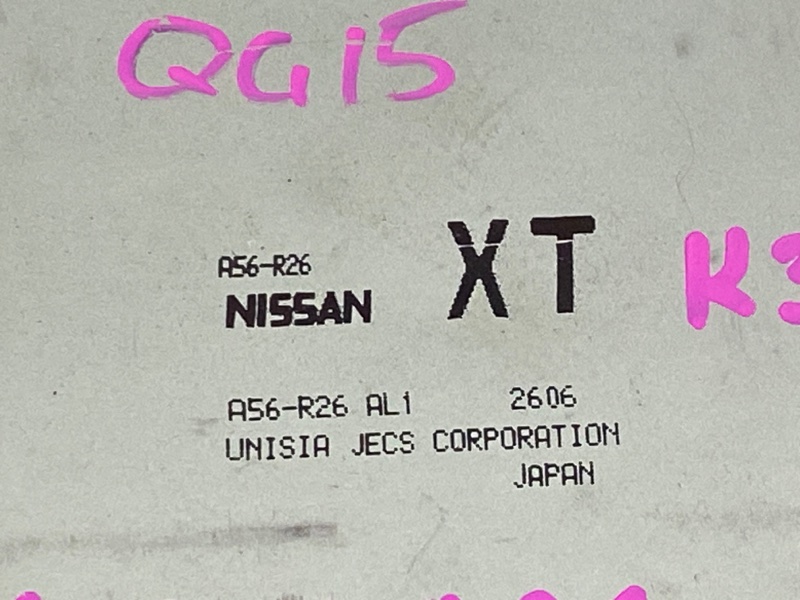 QG15
A56-R26
NISSAN XT
A56-R26 AL1 2606
UNISIA JECS CORPORATION
JAPAN